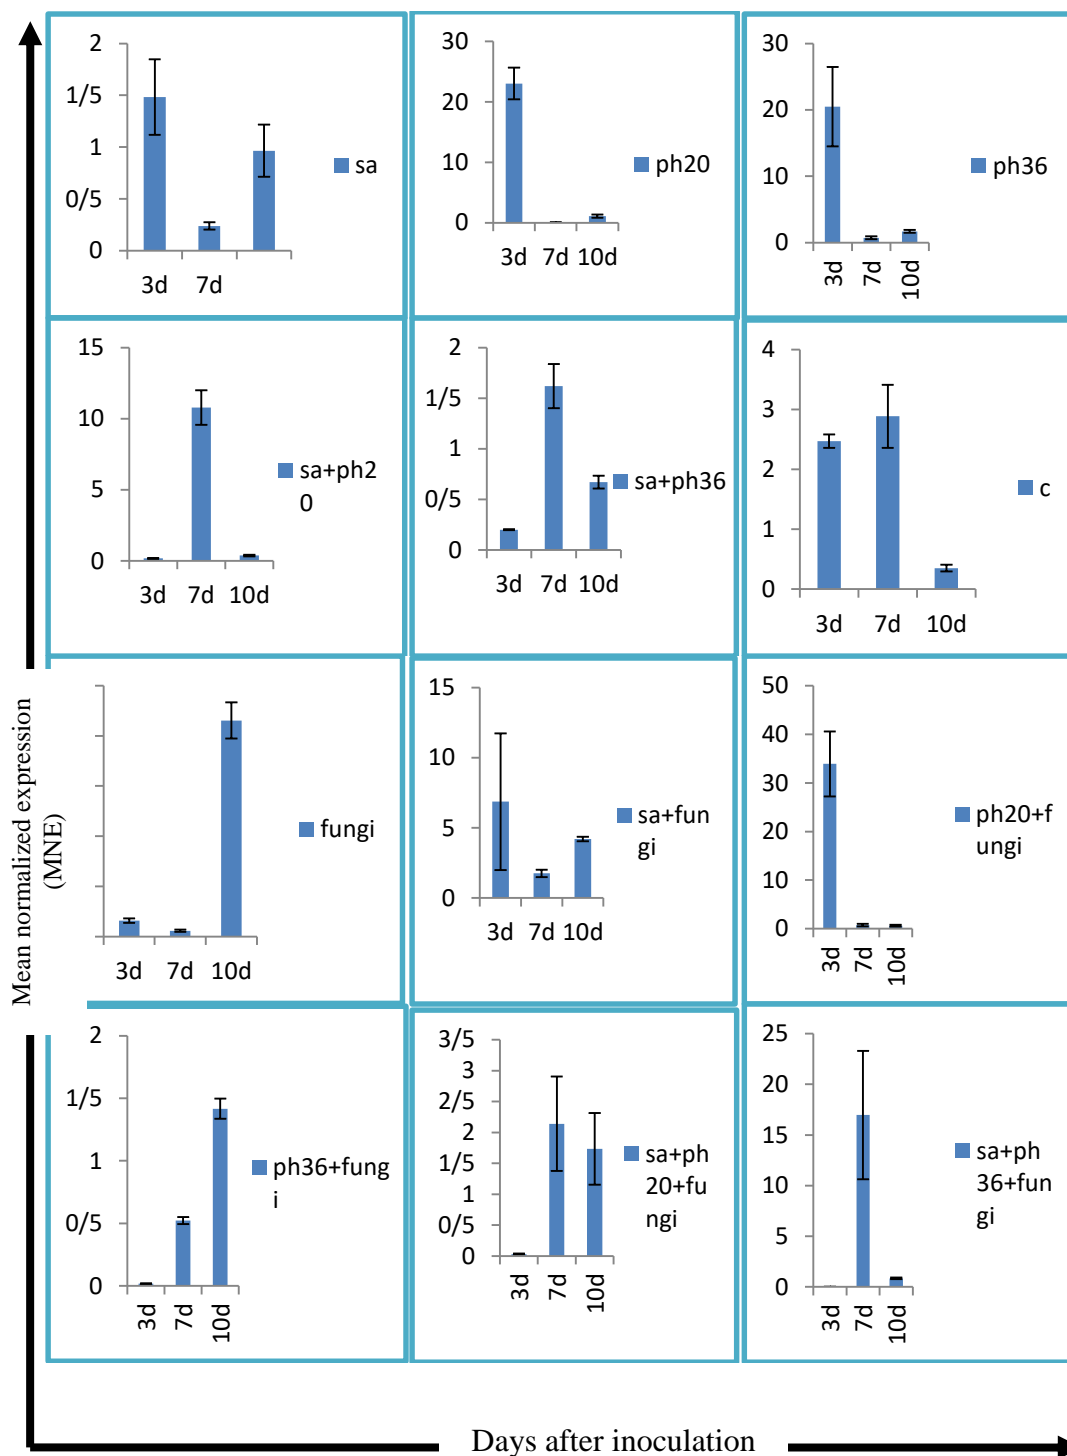 2
1/5
1
0/5
0
3d 7d
sa
30
20
10
0
3d 7d 10d
ph20
30
20
10
0
3d
7d
10d
ph36
15
10
5
0
3d 7d 10d
sa+ph2
0
2
1/5
1
0/5
0
3d 7d 10d
sa+ph36
4
3
2
1
0
3d 7d 10d
c
3d 7d 10d
fungi
15
10
5
0
3d 7d 10d
sa+fun
gi
50
40
30
20
10
0
3d
7d
10d
ph20+f
ungi
2
1/5
1
0/5
0
3d
7d
10d
ph36+fung
i
3/5
3
2/5
2
1/5
1
0/5
0
3d
7d
10d
sa+ph
20+fu
ngi
25
20
15
10
5
0
3d
7d
10d
sa+ph
36+fun
gi
Mean normalized expression
(MNE)
Days after inoculation